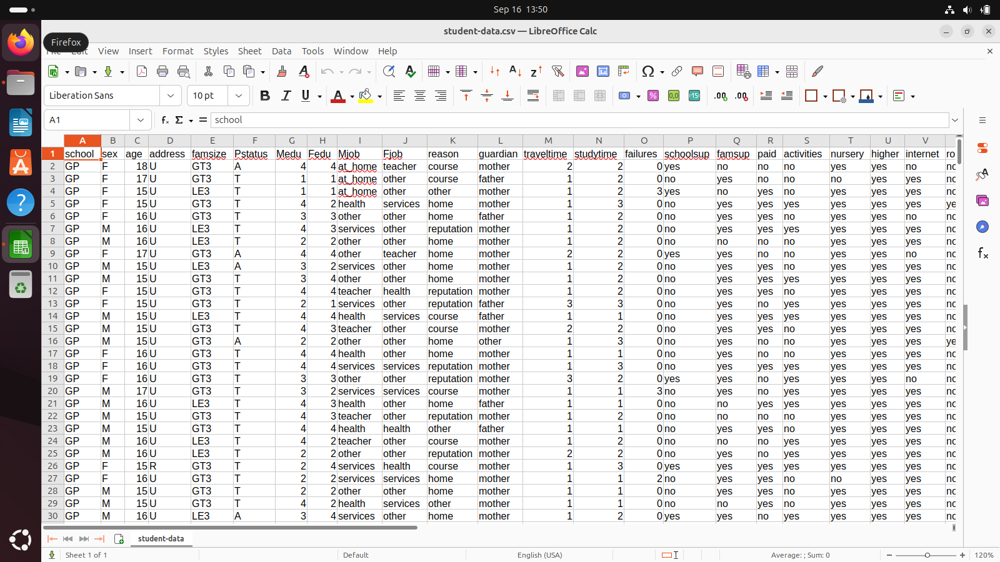 Sep 16 13:50
student-data.csv — LibreOffice Calc
Firefox
View Insert Format Styles Sheet Data Tools Window Help
Liberation Sans 10 pt
A1 school
A B C D E F G H I J K L M N O P Q R S T U V
1 school sex age address famsize Pstatus Medu Fedu Mjob Fjob reason guardian traveltime studytime failures schoolsup famsup paid activities nursery higher internet ro
2 GP F 18 U GT3 A 4 4 at_home teacher course mother 2 2 0 yes no no no yes yes no no
3 GP F 17 U GT3 T 1 1 at_home other course father 1 2 0 no yes no no no yes yes no
4 GP F 15 U LE3 T 1 1 at_home other other mother 1 2 3 yes no yes no yes yes yes no
5 GP F 15 U GT3 T 4 2 health services home mother 1 3 0 no yes yes yes yes yes yes ye
6 GP F 16 U GT3 T 3 3 other other home father 1 2 0 no yes yes no yes yes no no
7 GP M 16 U LE3 T 4 3 services other reputation mother 1 2 0 no yes yes yes yes yes yes no
8 GP M 16 U LE3 T 2 2 other other home mother 1 2 0 no no no no yes yes yes no
9 GP F 17 U GT3 A 4 4 other teacher home mother 2 2 0 yes yes no no yes yes no no
10 GP M 15 U LE3 A 3 2 services other home mother 1 2 0 no yes yes no yes yes yes no
11 GP M 15 U GT3 T 3 4 other other home mother 1 2 0 no yes yes yes yes yes yes no
12 GP F 15 U GT3 T 4 4 teacher health reputation mother 1 2 0 no yes yes no yes yes yes no
13 GP F 15 U GT3 T 2 1 services other reputation father 3 3 0 no yes no yes yes yes yes no
14 GP M 15 U LE3 T 4 4 health services course father 1 1 0 no yes yes yes yes yes yes no
15 GP M 15 U GT3 T 4 3 teacher other course mother 2 2 0 no yes yes no yes yes yes no
16 GP M 15 U GT3 A 2 2 other other home other 1 3 0 no yes no no yes yes yes ye
17 GP F 16 U GT3 T 4 4 health other home mother 1 1 0 no yes no no yes yes yes no
18 GP F 16 U GT3 T 4 4 services services reputation mother 1 3 0 no yes yes yes yes yes yes no
19 GP F 16 U GT3 T 3 3 other other reputation mother 3 2 0 yes yes no yes yes yes no no
20 GP M 17 U GT3 T 3 2 services services course mother 1 1 3 no yes no yes yes yes yes no
21 GP M 16 U LE3 T 4 3 health other home father 1 1 0 no no yes yes yes yes yes no
22 GP M 15 U GT3 T 4 3 teacher other reputation mother 1 2 0 no no no no yes yes yes no
23 GP M 15 U GT3 T 4 4 health health other father 1 1 0 no yes yes no yes yes yes no
24 GP M 16 U LE3 T 4 2 teacher other course mother 1 2 0 no no no yes yes yes yes no
25 GP M 16 U LE3 T 2 2 other other reputation mother 2 2 0 no yes no yes yes yes yes no
26 GP F 15 R GT3 T 2 4 services health course mother 1 3 0 yes yes yes yes yes yes yes no
27 GP F 16 U GT3 T 2 2 services services home mother 1 1 2 no yes yes no no yes yes no
28 GP M 15 U GT3 T 2 2 other other home mother 1 1 0 no yes yes no yes yes yes no
29 GP M 15 U GT3 T 4 2 health services other mother 1 1 0 no no yes no yes yes yes no
30 GP M 16 U LE3 A 3 4 services other home mother 1 2 0 yes yes no yes yes yes yes no
student-data
Sheet 1 of 1 Default English (USA) Average: ; Sum: 0 120%